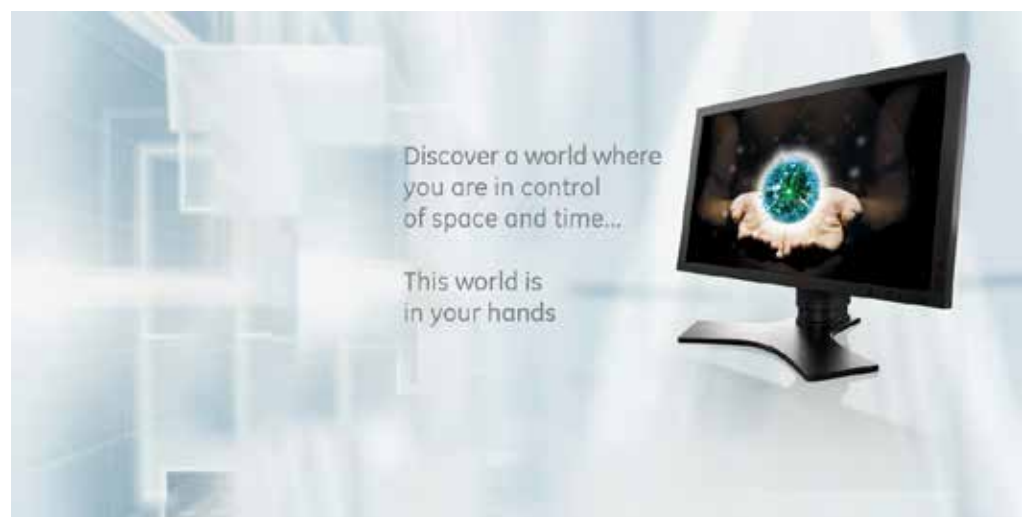 Discover a world where
you are in control
of space and time...
This world is
in your hands